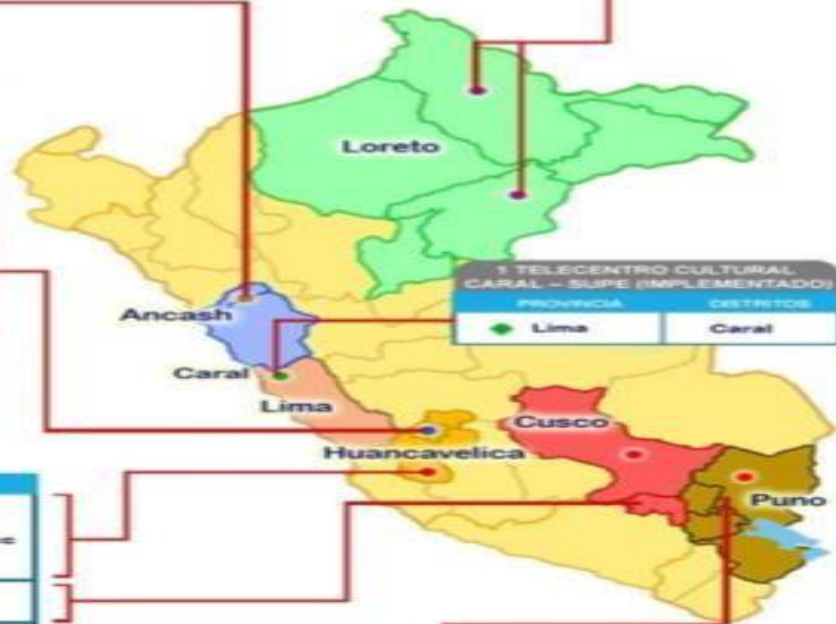 Loreto
1 TELECENTRO CULTURAL
CARAL – SUPE (IMPLEMENTADO)
PROVINCIA DISTRITOS
Lima Caral
Ancash
Caral
Lima
Cusco
Huancavelica
Puno